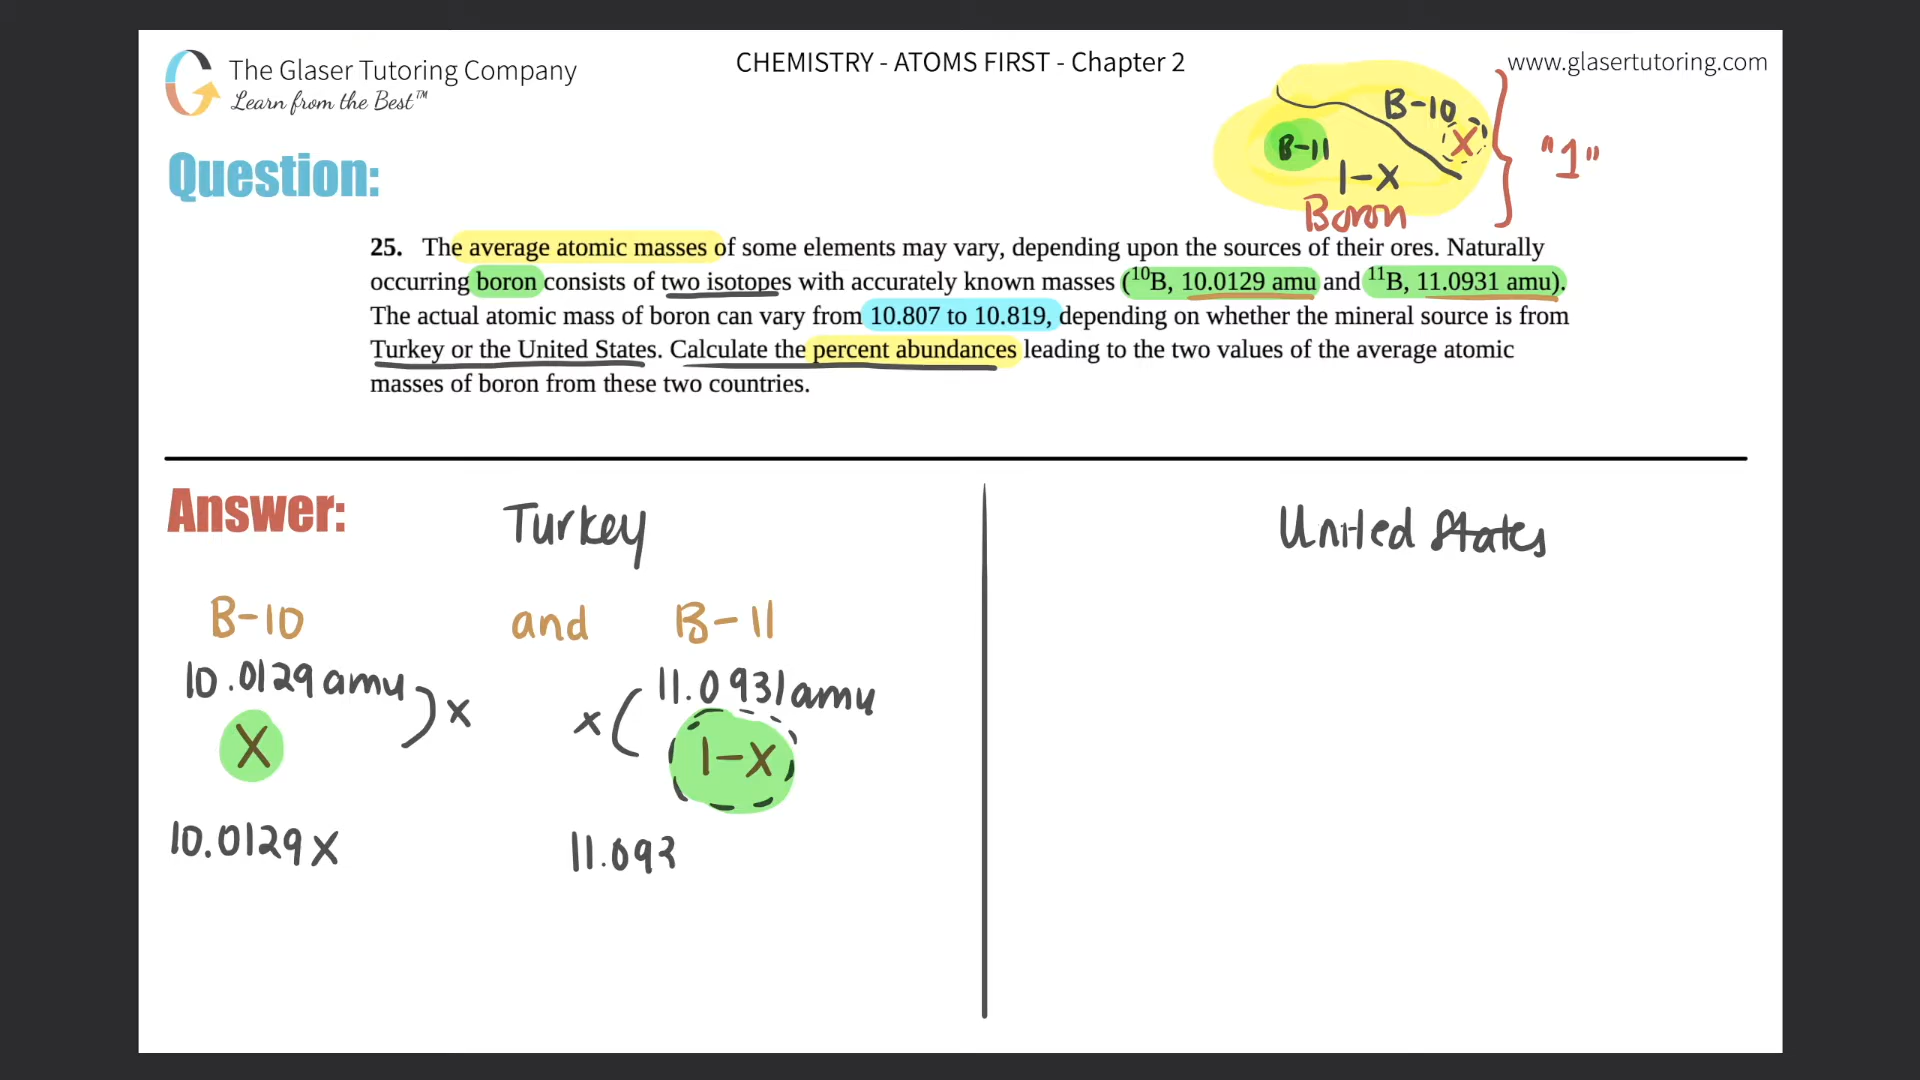 The Glaser Tutoring Company
Learn from the Best™
CHEMISTRY - ATOMS FIRST - Chapter 2
www.glasertutoring.com
B-10
X
B-11
1-X
Boron
"1"
Question:
25. The average atomic masses of some elements may vary, depending upon the sources of their ores. Naturally
occurring boron consists of two isotopes with accurately known masses (¹⁰B, 10.0129 amu and ¹¹B, 11.0931 amu).
The actual atomic mass of boron can vary from 10.807 to 10.819, depending on whether the mineral source is from
Turkey or the United States. Calculate the percent abundances leading to the two values of the average atomic
masses of boron from these two countries.
Answer:
Turkey
United States
B-10 and B-11
10.0129 amu ) x x ( 11.0931 amu
X 1-X
10.0129X 11.093